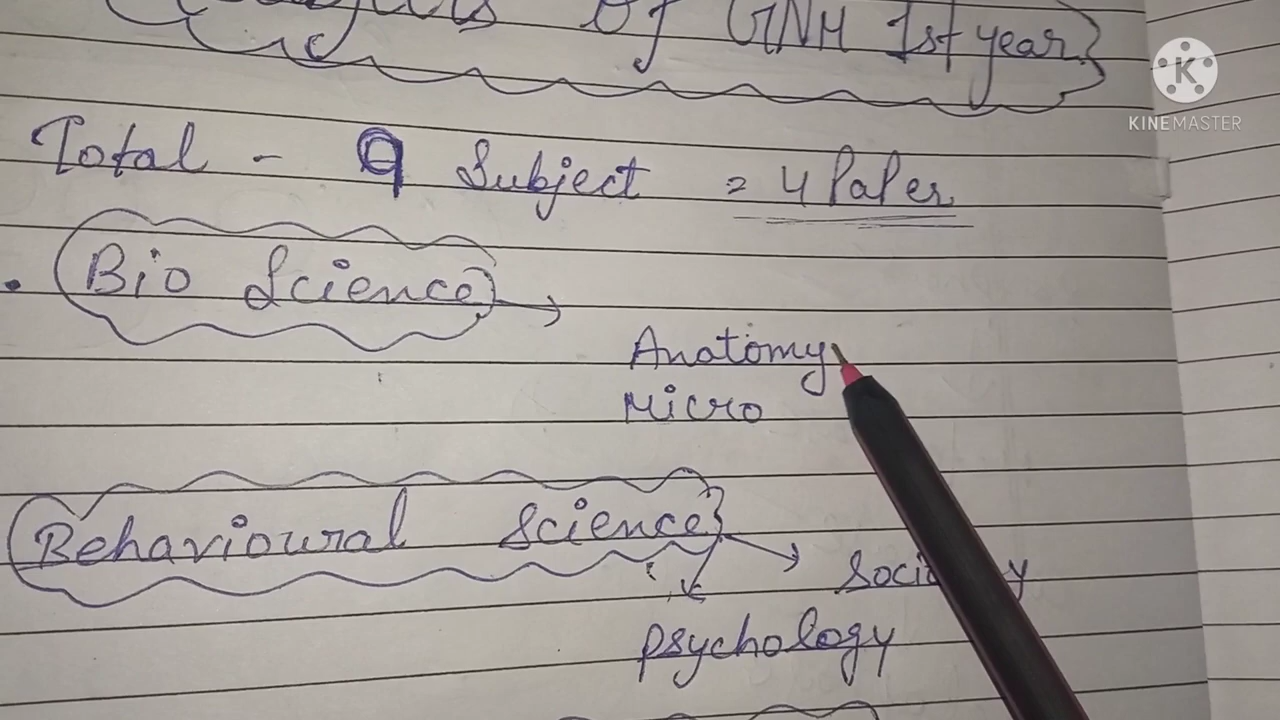 of GNM 1st year
KINEMASTER
Total - 9 Subject = 4 PaPer
Bio Science
Anatomy
Micro
Behavioural Science
psychology